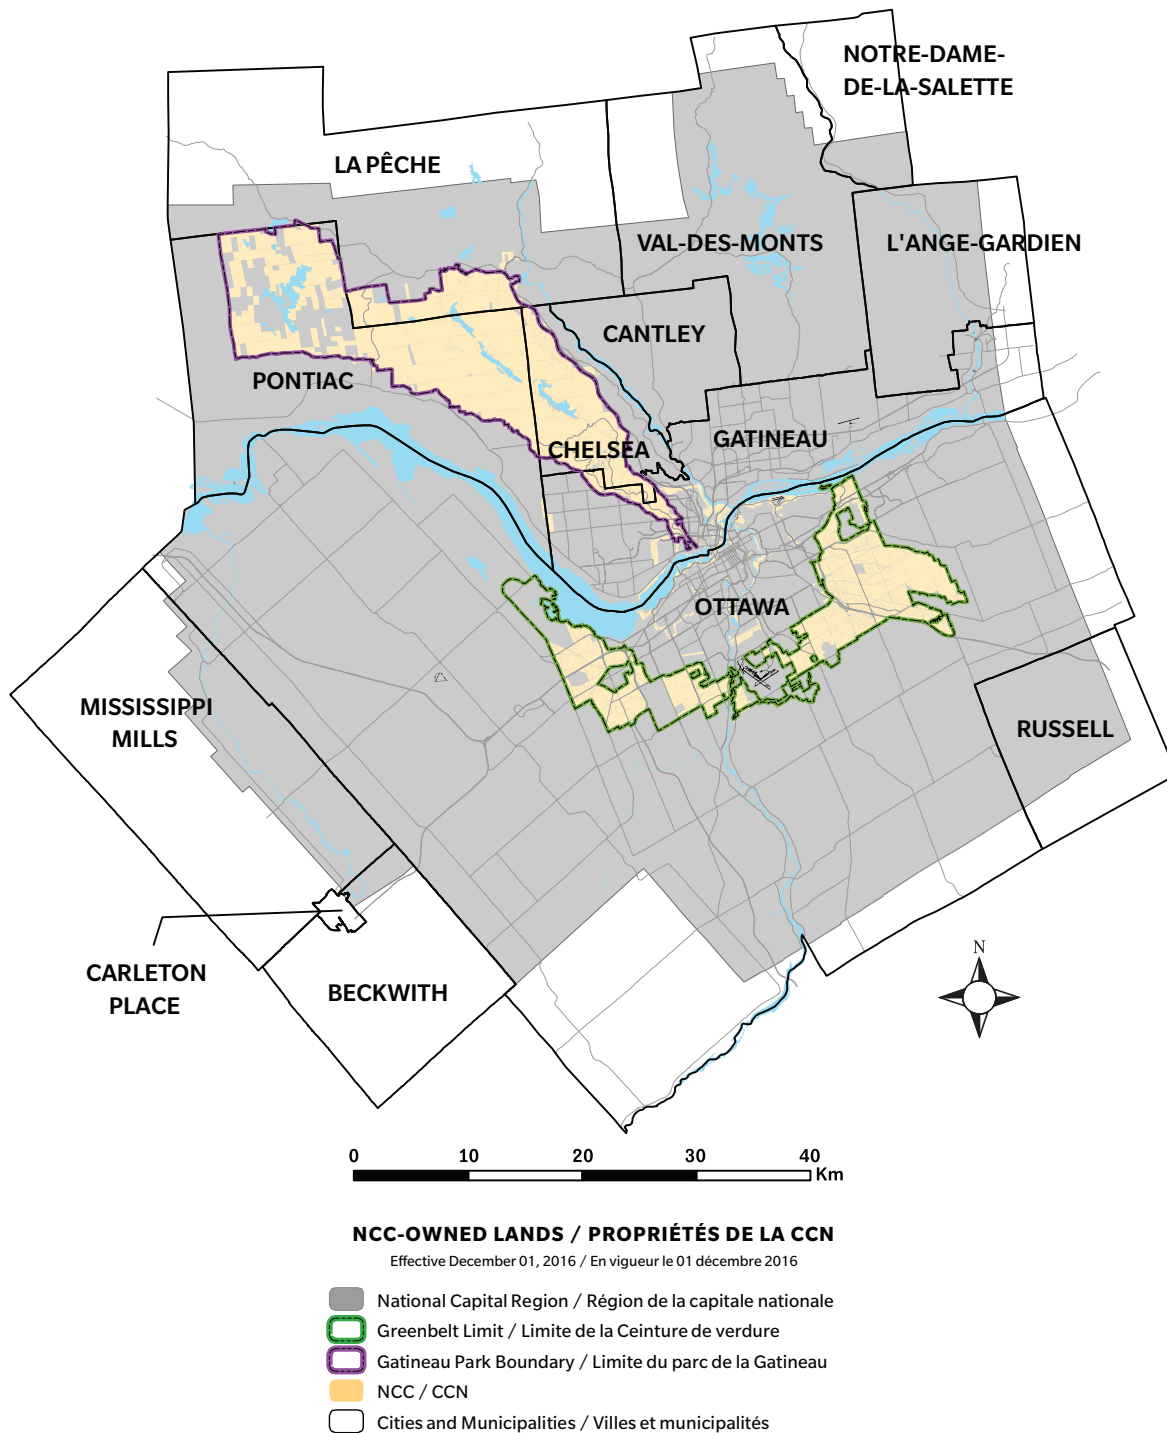 NOTRE-DAME-
DE-LA-SALETTE
LA PÊCHE
VAL-DES-MONTS
L'ANGE-GARDIEN
CANTLEY
PONTIAC
GATINEAU
CHELSEA
OTTAWA
MISSISSIPPI
MILLS
RUSSELL
CARLETON
PLACE
BECKWITH
N
0 10 20 30 40
Km
NCC-OWNED LANDS / PROPRIÉTÉS DE LA CCN
Effective December 01, 2016 / En vigueur le 01 décembre 2016
National Capital Region / Région de la capitale nationale
Greenbelt Limit / Limite de la Ceinture de verdure
Gatineau Park Boundary / Limite du parc de la Gatineau
NCC / CCN
Cities and Municipalities / Villes et municipalités